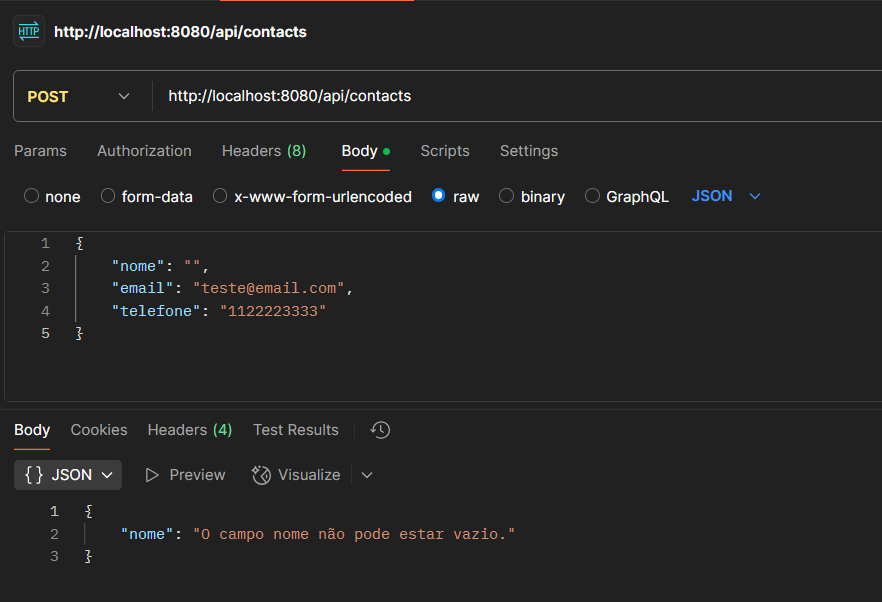 HTTP http://localhost:8080/api/contacts
POST http://localhost:8080/api/contacts
Params Authorization Headers (8) Body Scripts Settings
none form-data x-www-form-urlencoded raw binary GraphQL JSON
1 {
2 "nome": "",
3 "email": "teste@email.com",
4 "telefone": "1122223333"
5 }
Body Cookies Headers (4) Test Results
{} JSON Preview Visualize
1 {
2 "nome": "O campo nome não pode estar vazio."
3 }